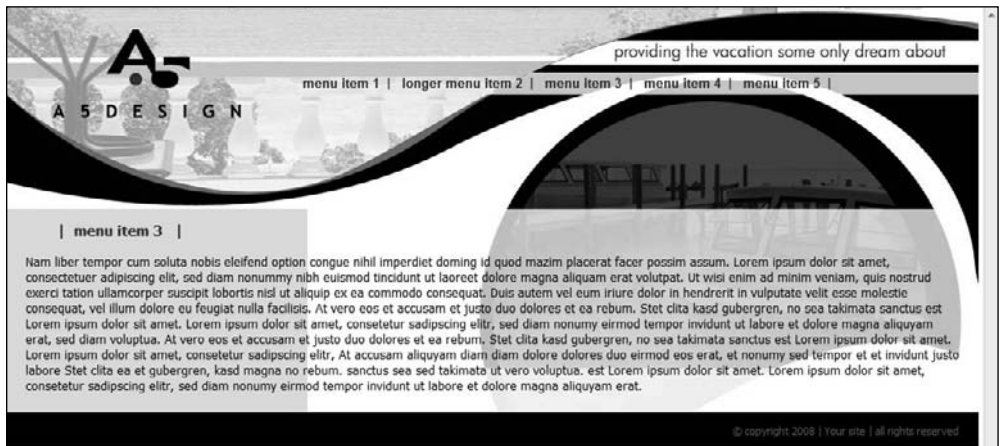 providing the vacation some only dream about
A5
menu item 1 | longer menu item 2 | menu item 3 | menu item 4 | menu item 5 |
A5DESIGN
| menu item 3 |
Nam liber tempor cum soluta nobis eleifend option congue nihil imperdiet doming id quod mazim placerat facer possim assum. Lorem ipsum dolor sit amet,
consectetuer adipiscing elit, sed diam nonummy nibh euismod tincidunt ut laoreet dolore magna aliquam erat volutpat. Ut wisi enim ad minim veniam, quis nostrud
exerci tation ullamcorper suscipit lobortis nisl ut aliquip ex ea commodo consequat. Duis autem vel eum iriure dolor in hendrerit in vulputate velit esse molestie
consequat, vel illum dolore eu feugiat nulla facilisis. At vero eos et accusam et justo duo dolores et ea rebum. Stet clita kasd gubergren, no sea takimata sanctus est
Lorem ipsum dolor sit amet. Lorem ipsum dolor sit amet, consetetur sadipscing elitr, sed diam nonumy eirmod tempor invidunt ut labore et dolore magna aliquyam
erat, sed diam voluptua. At vero eos et accusam et justo duo dolores et ea rebum. Stet clita kasd gubergren, no sea takimata sanctus est Lorem ipsum dolor sit amet.
Lorem ipsum dolor sit amet, consetetur sadipscing elitr, At accusam aliquyam diam diam dolore dolores duo eirmod eos erat, et nonumy sed tempor et et invidunt justo
labore Stet clita ea et gubergren, kasd magna no rebum. sanctus sea sed takimata ut vero voluptua. est Lorem ipsum dolor sit amet. Lorem ipsum dolor sit amet,
consetetur sadipscing elitr, sed diam nonumy eirmod tempor invidunt ut labore et dolore magna aliquyam erat.
© copyright 2008 | Your site | all rights reserved